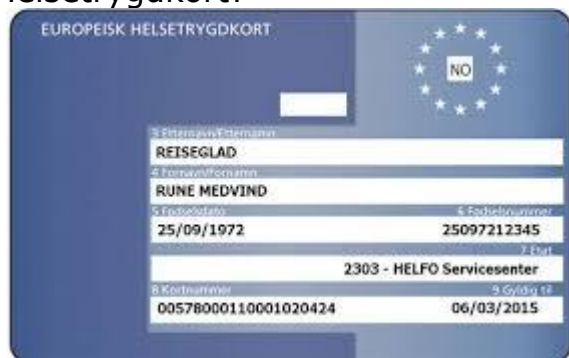 EUROPEISK HELSETRYGDKORT
NO
3 Etternavn/Etternamn
REISEGLAD
4 Fornavn/Fornamn
RUNE MEDVIND
5 Fødselsdato 6 Fødselsnummer
25/09/1972 25097212345
7 Etat
2303 - HELFO Servicesenter
8 Kortnummer 9 Gyldig til
00578000110001020424 06/03/2015